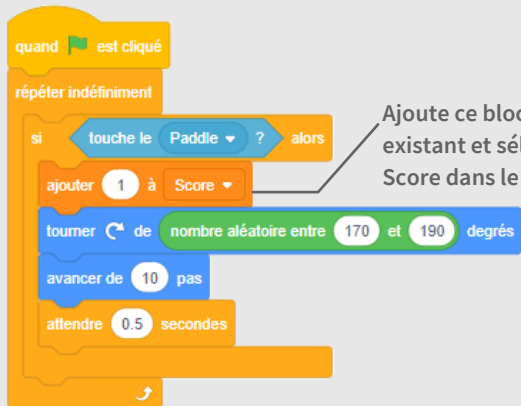 quand est cliqué
répéter indéfiniment
si touche le Paddle ? alors
ajouter 1 à Score
tourner de nombre aléatoire entre 170 et 190 degrés
avancer de 10 pas
attendre 0.5 secondes
Ajoute ce bloc
existant et sél
Score dans le